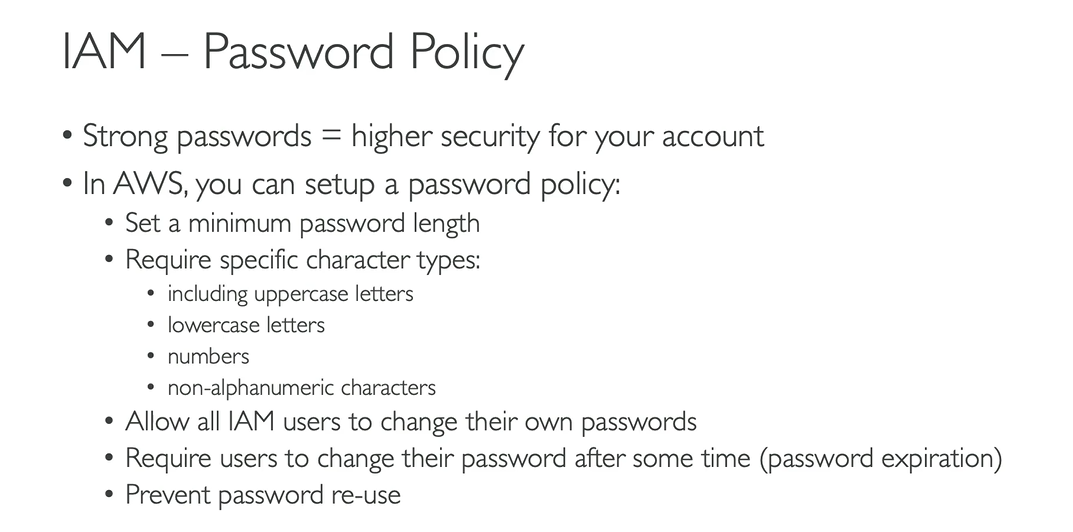 IAM – Password Policy
• Strong passwords = higher security for your account
• In AWS, you can setup a password policy:
• Set a minimum password length
• Require specific character types:
• including uppercase letters
• lowercase letters
• numbers
• non-alphanumeric characters
• Allow all IAM users to change their own passwords
• Require users to change their password after some time (password expiration)
• Prevent password re-use